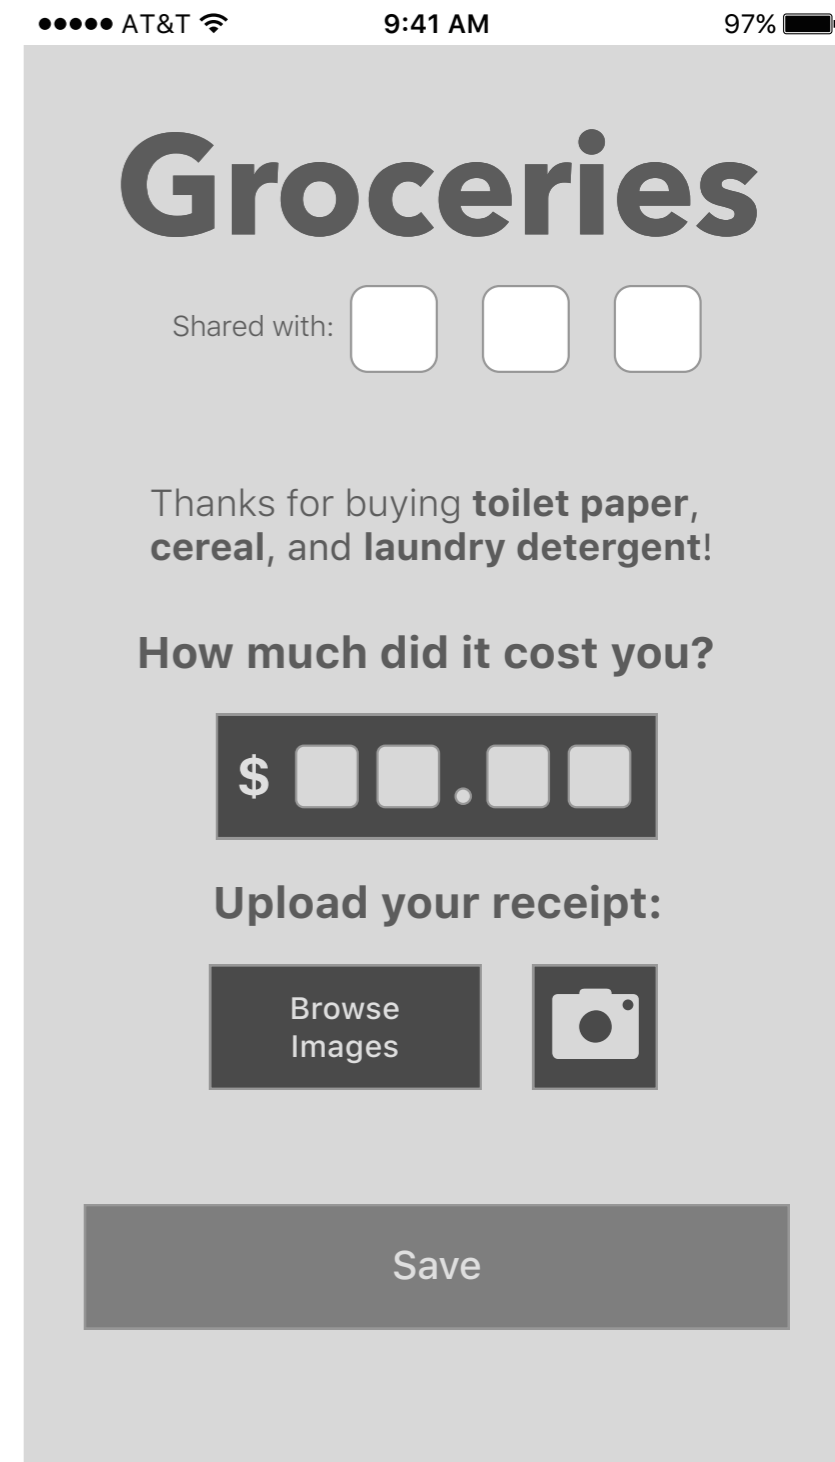 AT&T 9:41 AM 97%
Groceries
Shared with:
Thanks for buying toilet paper,
cereal, and laundry detergent!
How much did it cost you?
$ .
Upload your receipt:
Browse
Images
Save